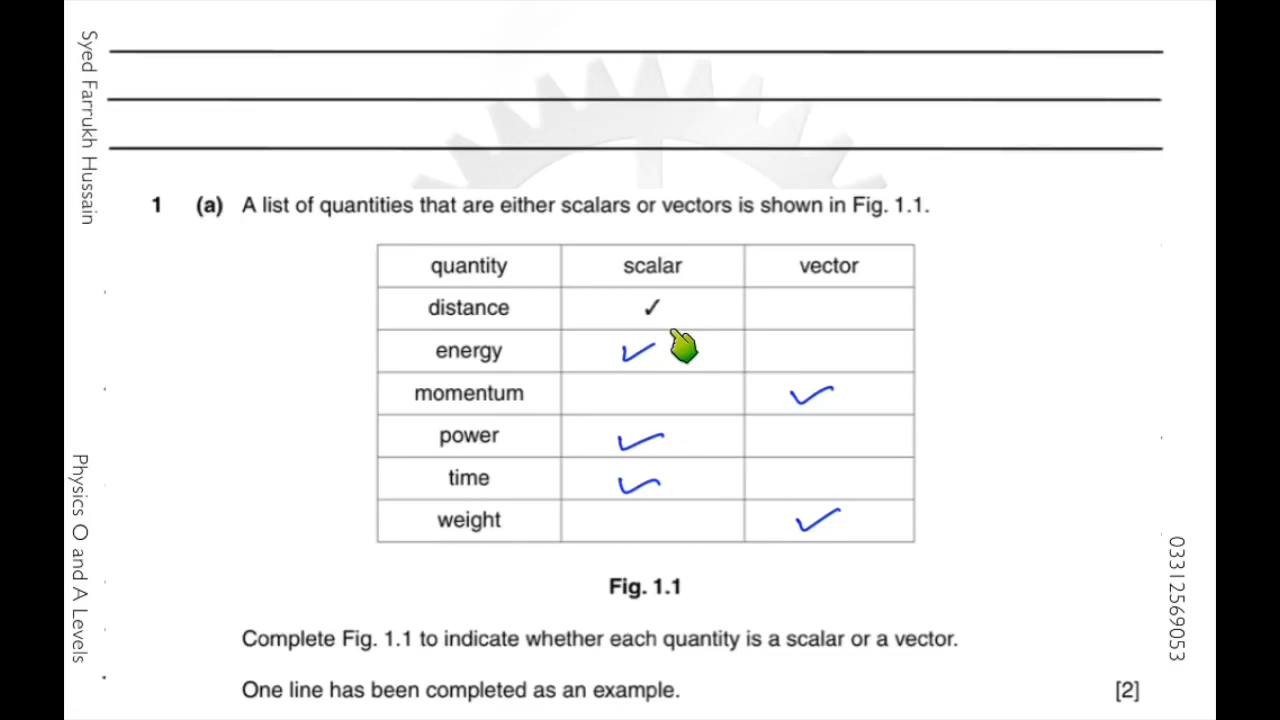 Syed Farrukh Hussain
1 (a) A list of quantities that are either scalars or vectors is shown in Fig. 1.1.
quantity scalar vector
distance ✓
energy ✓
momentum ✓
power ✓
time ✓
weight ✓
Fig. 1.1
Complete Fig. 1.1 to indicate whether each quantity is a scalar or a vector.
One line has been completed as an example. [2]
Physics O and A Levels
03312569053